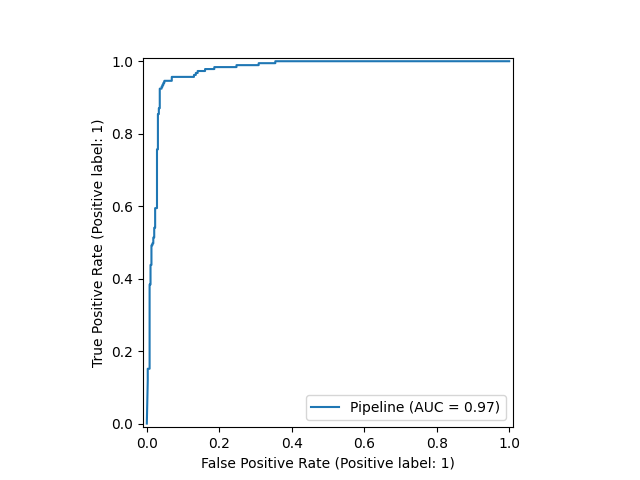 1.0
0.8
0.6
0.4
0.2
0.0
True Positive Rate (Positive label: 1)
Pipeline (AUC = 0.97)
0.0 0.2 0.4 0.6 0.8 1.0
False Positive Rate (Positive label: 1)